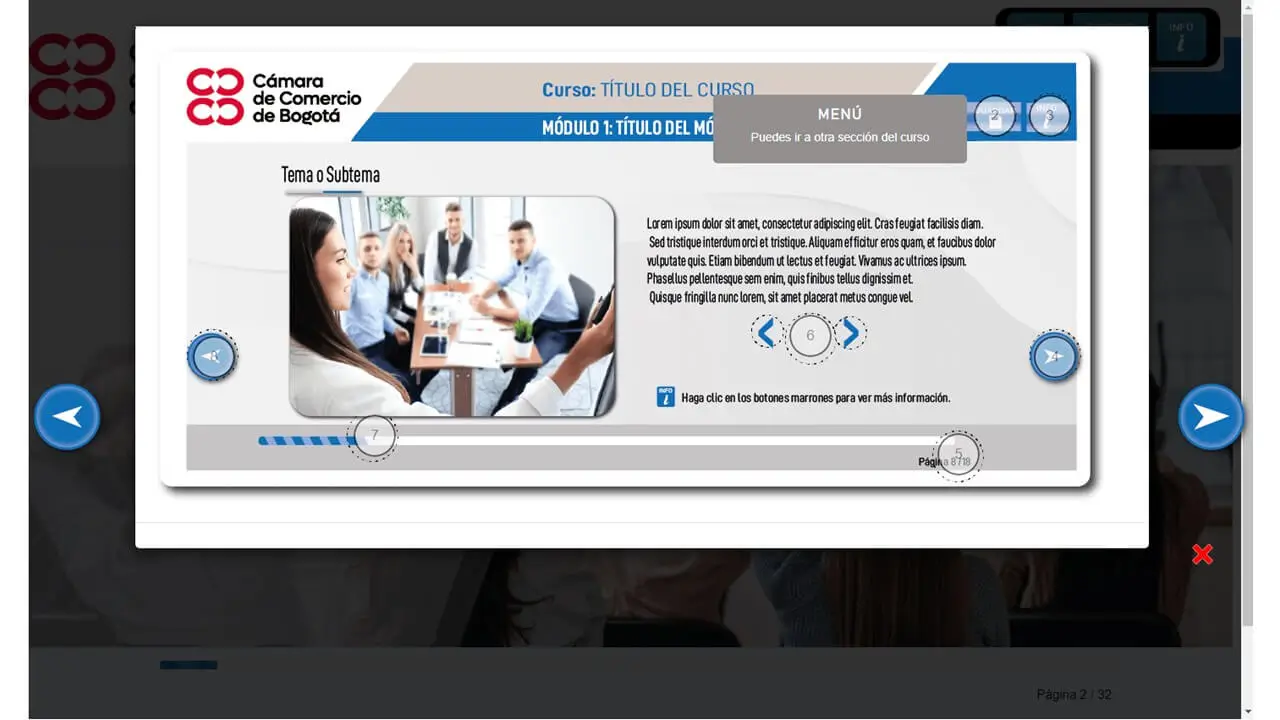 INFO
Cámara
de Comercio
de Bogotá
Curso: TÍTULO DEL CURSO
MÓDULO 1: TÍTULO DEL MÓ
MENÚ
Puedes ir a otra sección del curso
2
INFO
3
Tema o Subtema
Lorem ipsum dolor sit amet, consectetur adipiscing elit. Cras feugiat facilisis diam.
Sed tristique interdum orci et tristique. Aliquam efficitur eros quam, et faucibus dolor
vulputate quis. Etiam bibendum ut lectus et feugiat. Vivamus ac ultrices ipsum.
Phasellus pellentesque sem enim, quis finibus tellus dignissim et.
Quisque fringilla nunc lorem, sit amet placerat metus congue vel.
6
4
INFO
Haga clic en los botones marrones para ver más información.
7
5
Página 8 / 18
Página 2 / 32